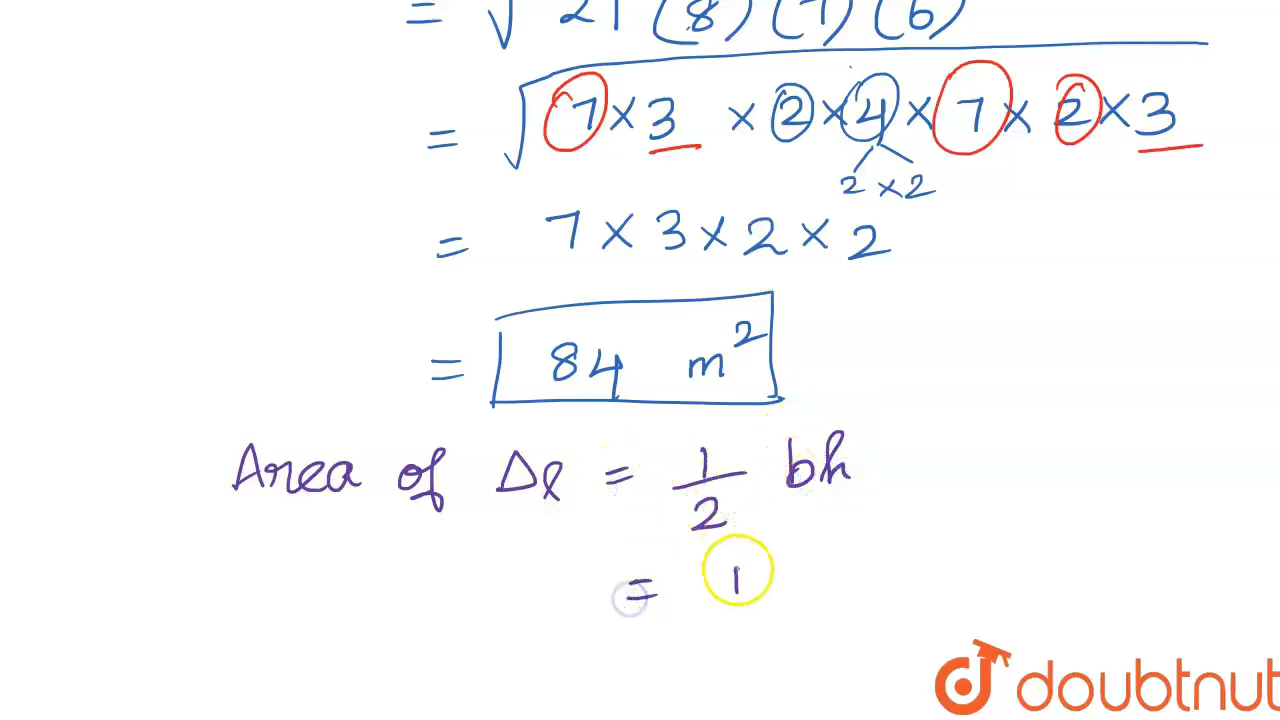 = √21 (8) (7) (6)
= √7 × 3 × 2 × 4 × 7 × 2 × 3
2 × 2
= 7 × 3 × 2 × 2
= 84 m²
Area of Δl = 1/2 bh
= 1
doubtnut